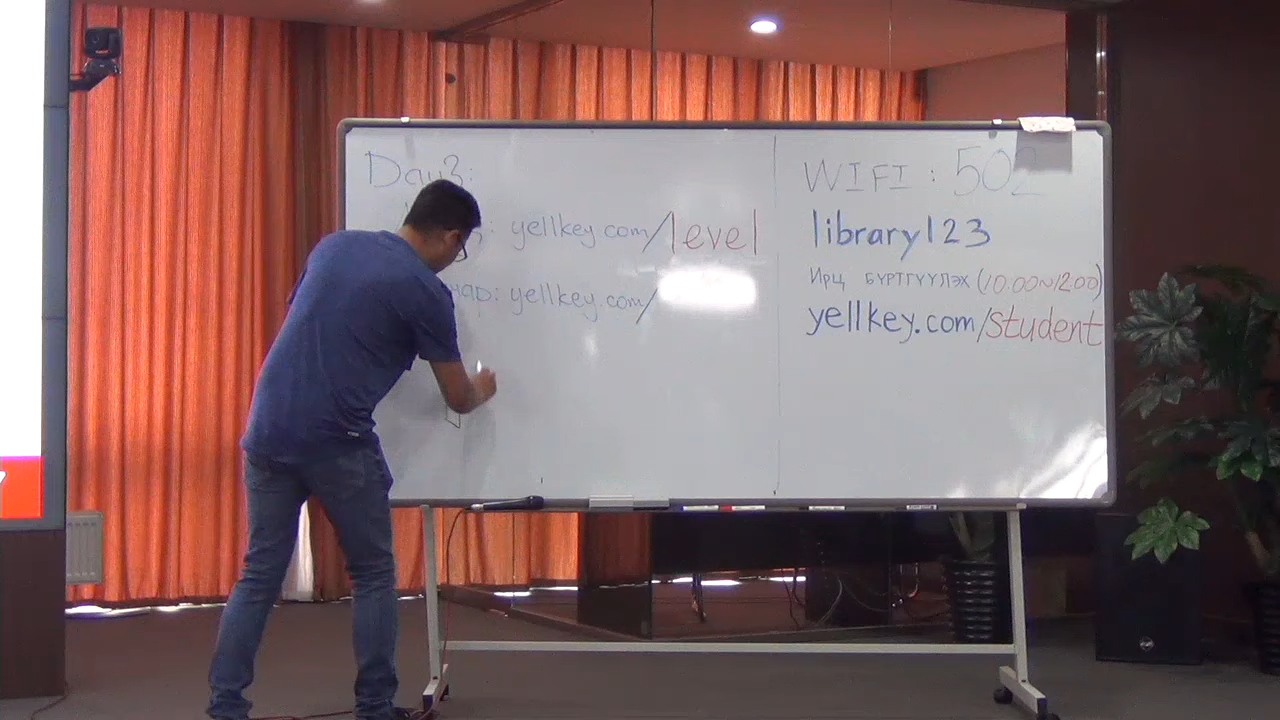 Day3:
: yellkey.com/level
yellkey.com/
WIFI : 502
library123
Ирц БҮРТГҮҮЛЭХ (10:00~12:00)
yellkey.com/student